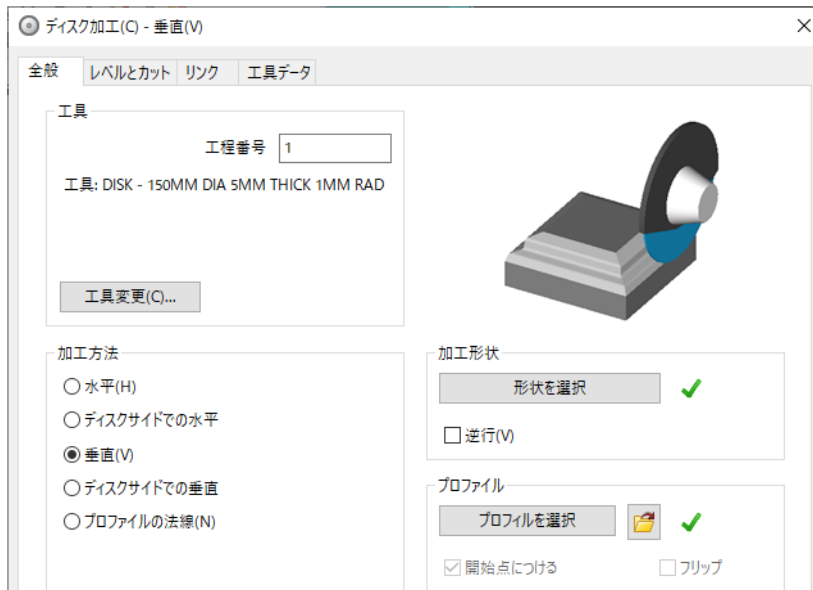 ディスク加工(C) - 垂直(V)
全般 レベルとカット リンク 工具データ
工具
工程番号 1
工具: DISK - 150MM DIA 5MM THICK 1MM RAD
工具変更(C)...
加工方法
水平(H)
ディスクサイドでの水平
垂直(V)
ディスクサイドでの垂直
プロファイルの法線(N)
加工形状
形状を選択
逆行(V)
プロファイル
プロフィルを選択
開始点につける フリップ